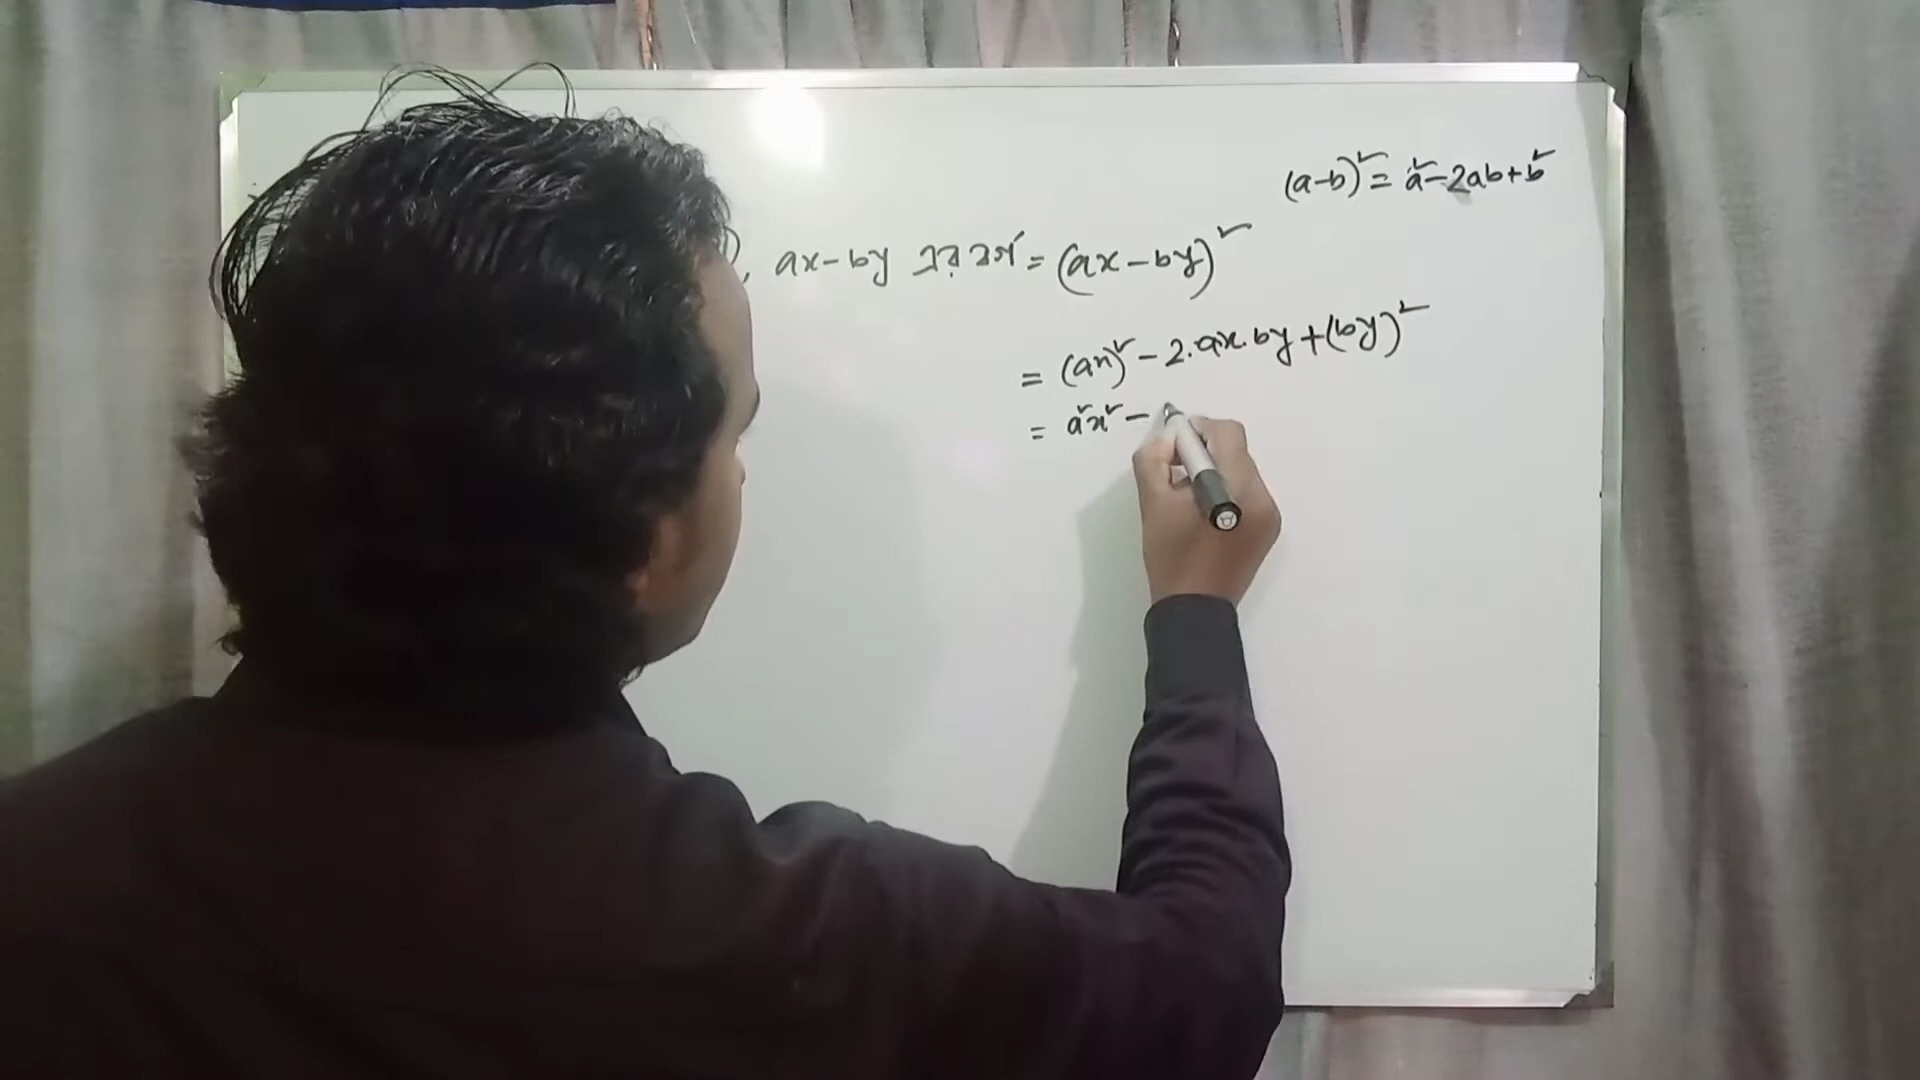 (a-b)² = a²-2ab+b²
ax-by এর বর্গ = (ax-by)²
= (ax)² - 2.ax.by + (by)²
= a²x² -